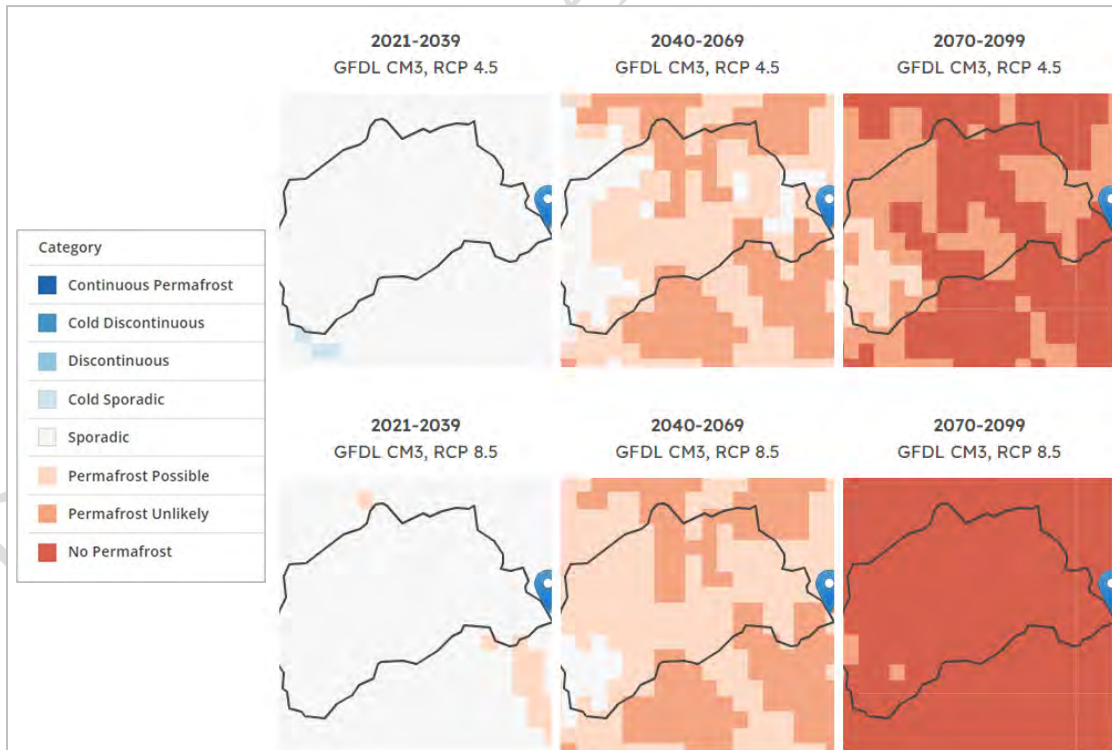 2021-2039
GFDL CM3, RCP 4.5
2040-2069
GFDL CM3, RCP 4.5
2070-2099
GFDL CM3, RCP 4.5
Category
Continuous Permafrost
Cold Discontinuous
Discontinuous
Cold Sporadic
Sporadic
Permafrost Possible
Permafrost Unlikely
No Permafrost
2021-2039
GFDL CM3, RCP 8.5
2040-2069
GFDL CM3, RCP 8.5
2070-2099
GFDL CM3, RCP 8.5